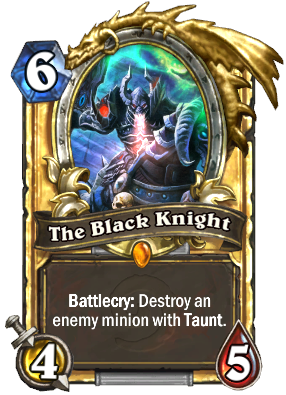 6
The Black Knight
Battlecry: Destroy an
enemy minion with Taunt.
4
5